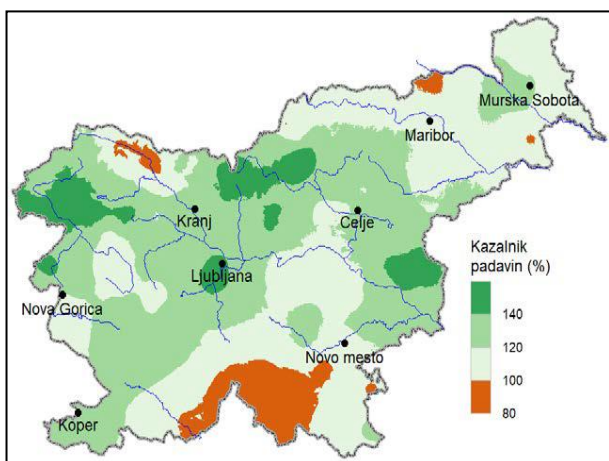 Murska Sobota
Maribor
Kranj
Celje
Ljubljana
Nova Gorica
Novo mesto
Koper
Kazalnik
padavin (%)
140
120
100
80